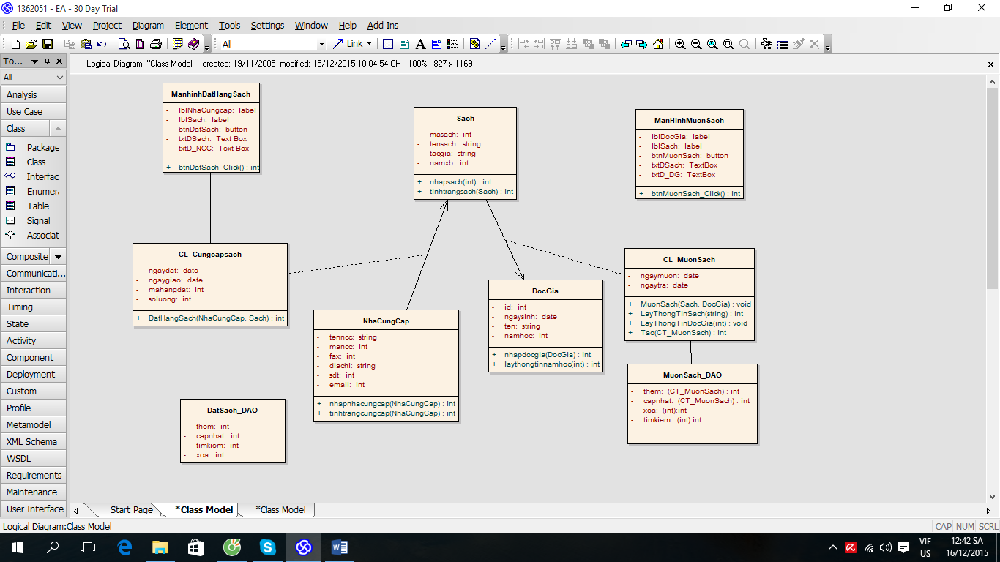 1362051 - EA - 30 Day Trial
File Edit View Project Diagram Element Tools Settings Window Help Add-Ins
All Link
To...
Logical Diagram: "Class Model" created: 19/11/2005 modified: 15/12/2015 10:04:54 CH 100% 827 x 1169
All
Analysis
Use Case
Class
Package
Class
Interfac
Enumer
Table
Signal
Associat
Composite
Communicati...
Interaction
Timing
State
Activity
Component
Deployment
Custom
Profile
Metamodel
XML Schema
WSDL
Requirements
Maintenance
User Interface
ManhinhDatHangSach
- lblNhaCungcap: label
- lblSach: label
- btnDatSach: button
- txtDSach: Text Box
- txtD_NCC: Text Box
+ btnDatSach_Click() : int
Sach
- masach: int
- tensach: string
- tacgia: string
- namxb: int
+ nhapsach(int) : int
+ tinhtrangsach(Sach) : int
ManHinhMuonSach
- lblDocGia: label
- lblSach: label
- btnMuonSach: button
- txtDSach: TextBox
- txtD_DG: TextBox
+ btnMuonSach_Click() : int
CL_Cungcapsach
- ngaydat: date
- ngaygiao: date
- mahangdat: int
- soluong: int
+ DatHangSach(NhaCungCap, Sach) : int
CL_MuonSach
- ngaymuon: date
- ngaytra: date
+ MuonSach(Sach, DocGia) : void
+ LayThongTinSach(string) : int
+ LayThongTinDocGia(int) : void
+ Tao(CT_MuonSach) : int
DocGia
- id: int
- ngaysinh: date
- ten: string
- namhoc: int
+ nhapdocgia(DocGia) : int
+ laythongtinnamhoc(int) : int
NhaCungCap
- tenncc: string
- mancc: int
- fax: int
- diachi: string
- sdt: int
- email: int
+ nhapnhacungcap(NhaCungCap) : int
+ tinhtrangcungcap(NhaCungCap) : int
MuonSach_DAO
- them: (CT_MuonSach) : int
- capnhat: (CT_MuonSach) : int
- xoa: (int):int
- timkiem: (int):int
DatSach_DAO
- them: int
- capnhat: int
- timkiem: int
- xoa: int
Start Page *Class Model *Class Model
Logical Diagram:Class Model CAP NUM SCRL
VIE
US
12:42 SA
16/12/2015